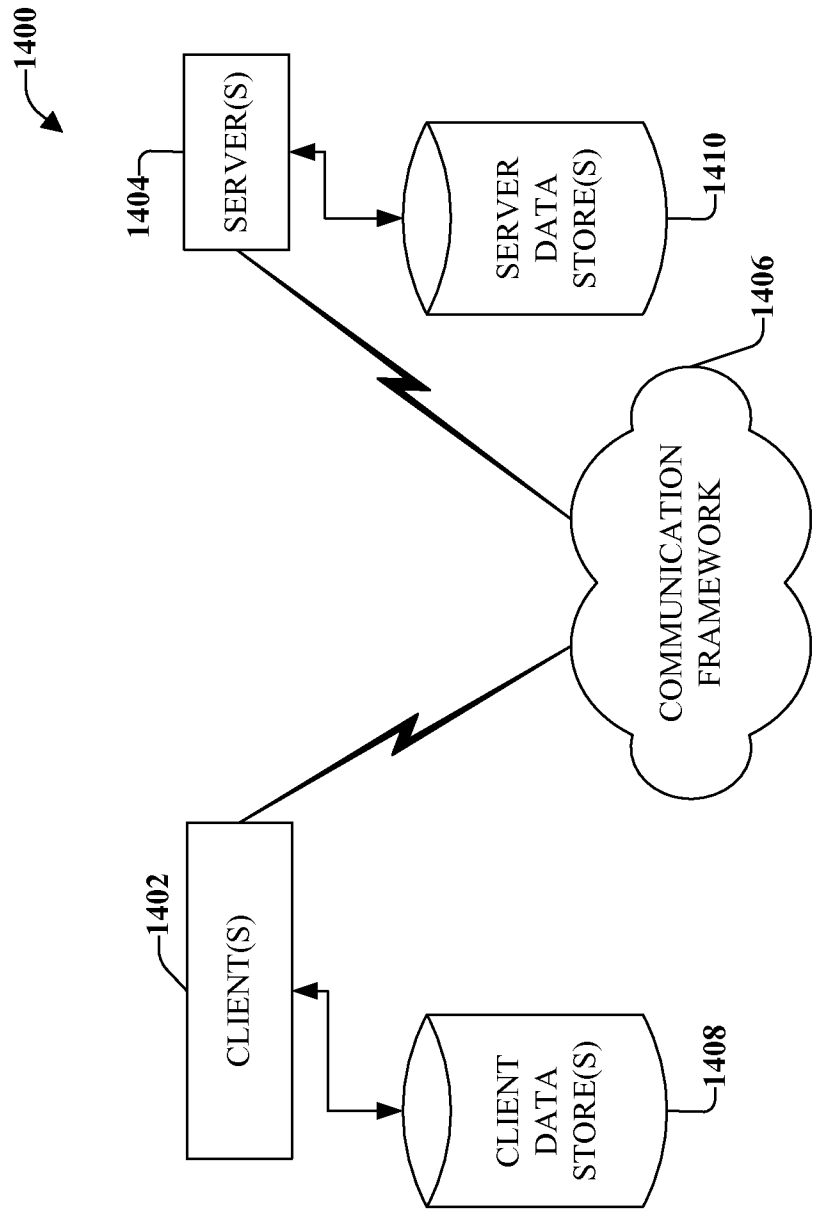 1400
1402
CLIENT(S)
1404
SERVER(S)
CLIENT
DATA
STORE(S)
1408
SERVER
DATA
STORE(S)
1410
COMMUNICATION
FRAMEWORK
1406